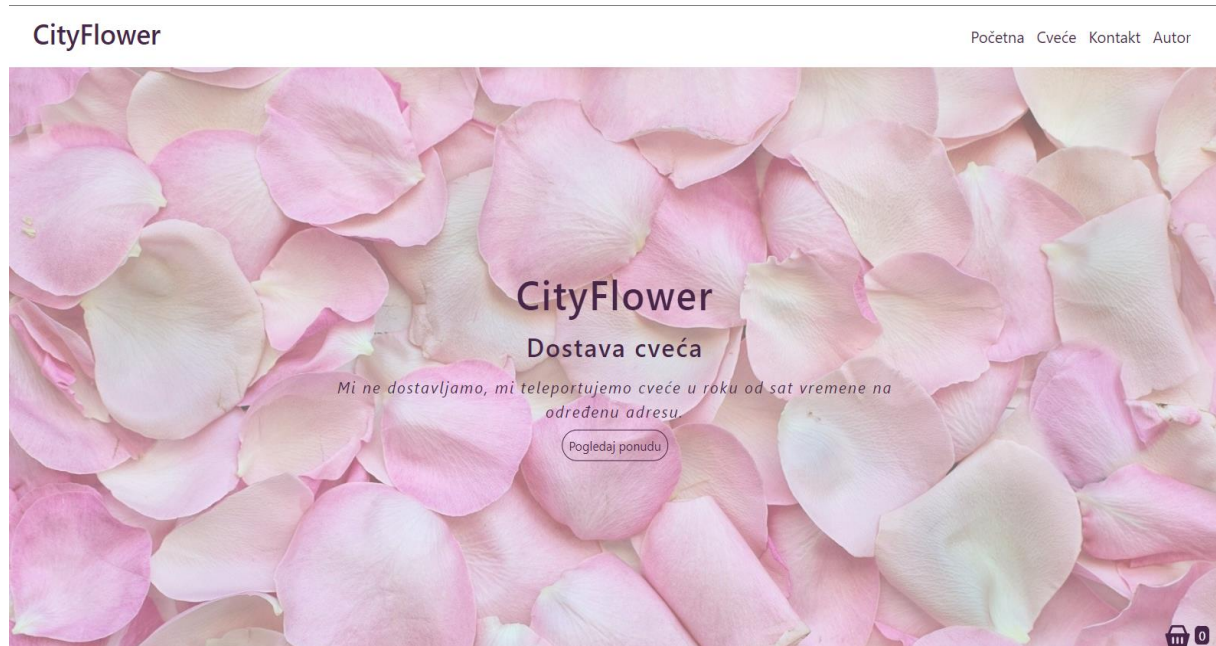 CityFlower
Početna Cveće Kontakt Autor
CityFlower
Dostava cveća
Mi ne dostavljamo, mi teleportujemo cveće u roku od sat vremene na
određenu adresu.
Pogledaj ponudu
0